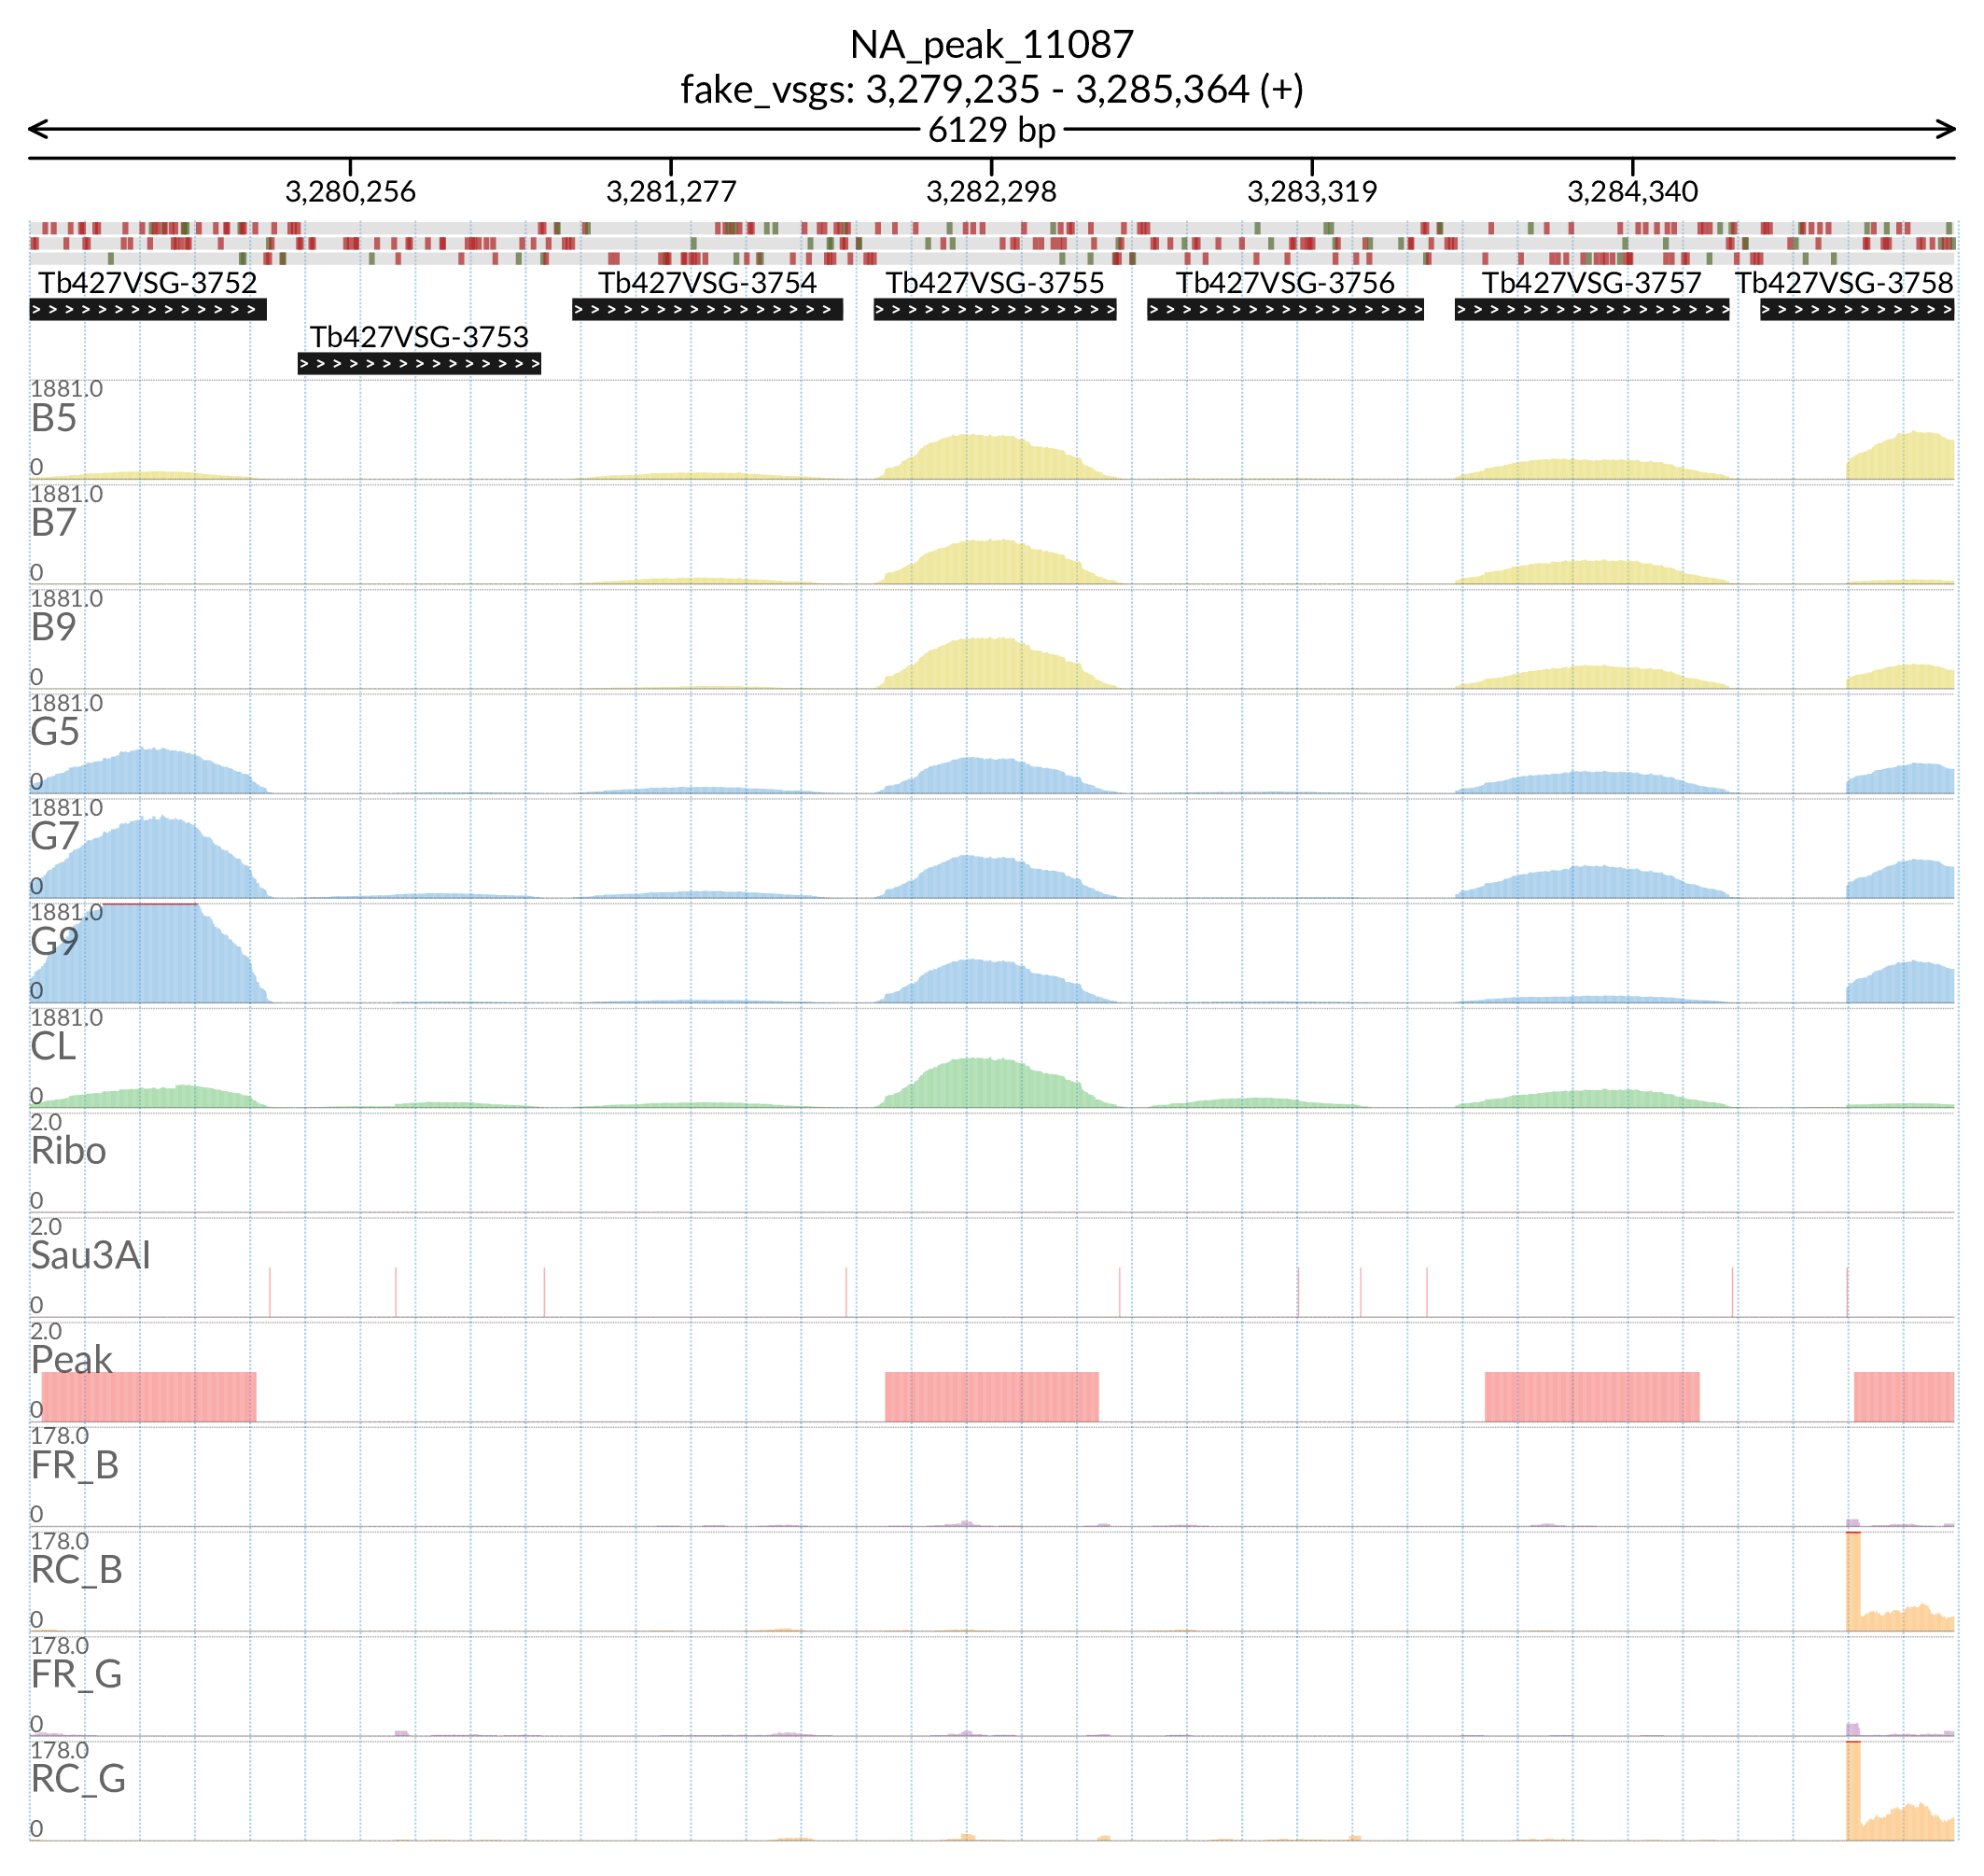 NA_peak_11087
fake_vsgs: 3,279,235 - 3,285,364 (+)
6129 bp
3,280,256 3,281,277 3,282,298 3,283,319 3,284,340
Tb427VSG-3752 Tb427VSG-3754 Tb427VSG-3755 Tb427VSG-3756 Tb427VSG-3757 Tb427VSG-3758
Tb427VSG-3753
1881.0
B5
0
1881.0
B7
0
1881.0
B9
0
1881.0
G5
0
1881.0
G7
0
1881.0
G9
0
1881.0
CL
0
2.0
Ribo
0
2.0
Sau3AI
0
2.0
Peak
0
178.0
FR_B
0
178.0
RC_B
0
178.0
FR_G
0
178.0
RC_G
0